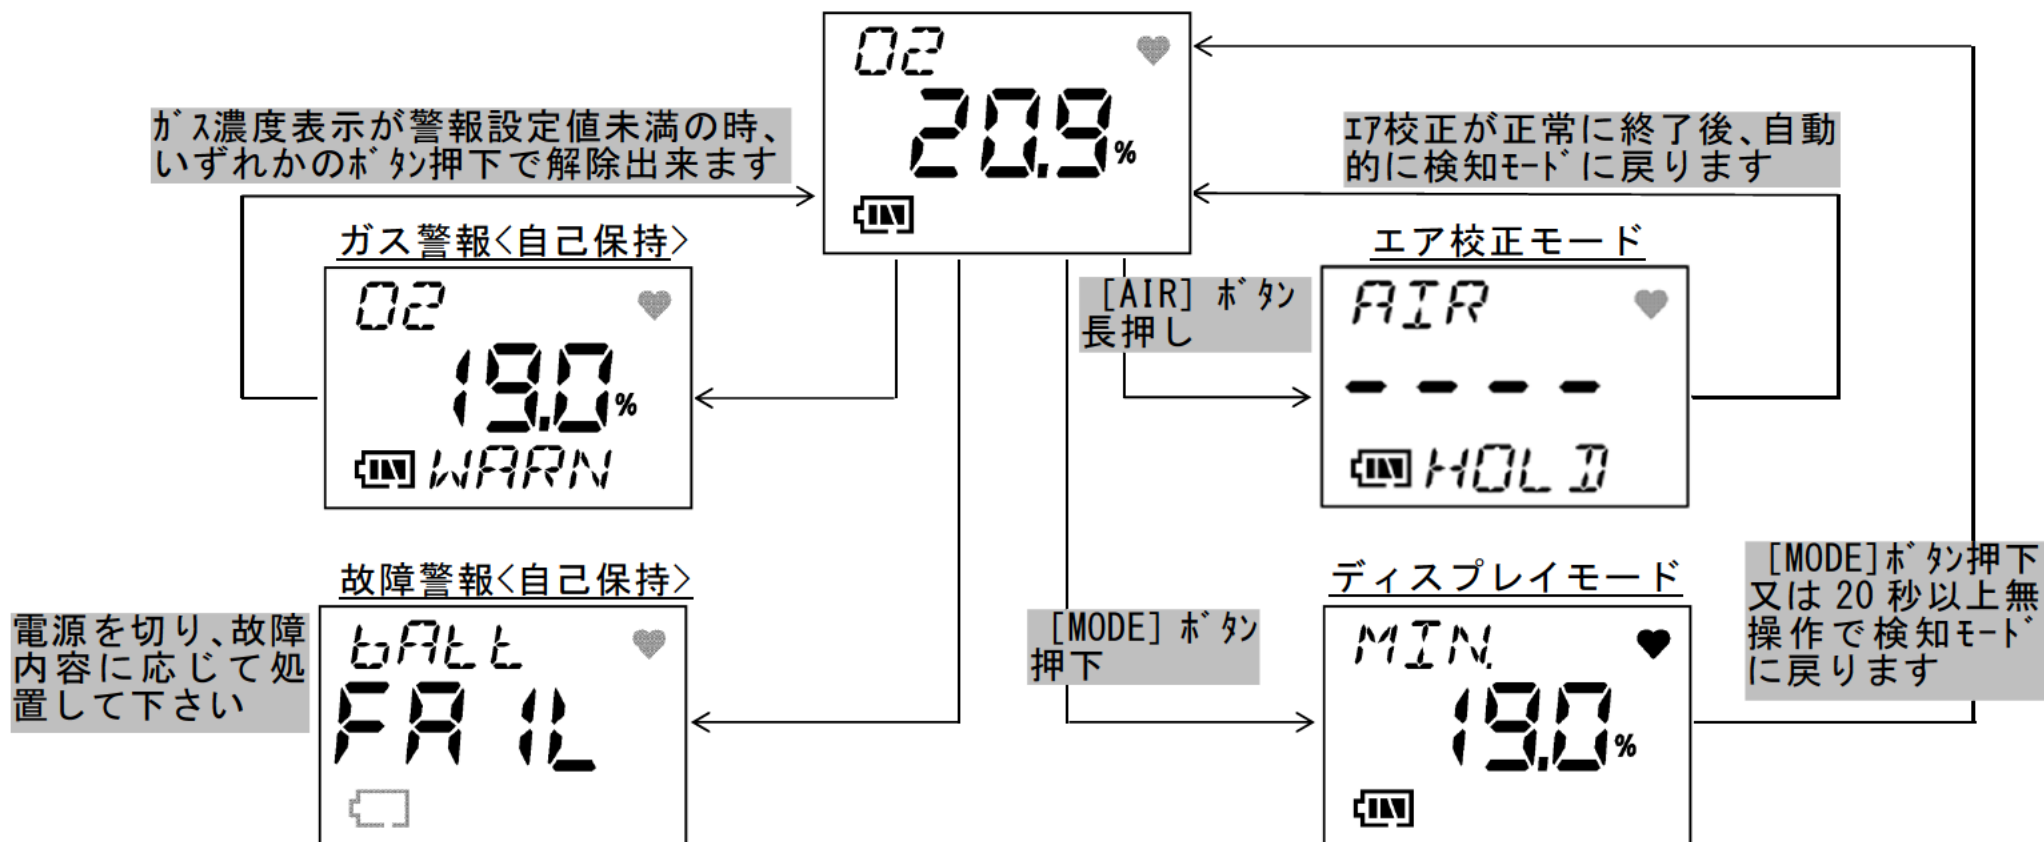 O2
20.9%
ｶﾞｽ濃度表示が警報設定値未満の時、
いずれかのﾎﾞﾀﾝ押下で解除出来ます
ｴｱ校正が正常に終了後、自動
的に検知ﾓｰﾄﾞに戻ります
ガス警報<自己保持>
O2
19.0%
WARN
[AIR] ﾎﾞﾀﾝ
長押し
エア校正モード
AIR
----
HOLD
故障警報<自己保持>
電源を切り、故障
内容に応じて処
置して下さい
bAtt
FAIL
[MODE] ﾎﾞﾀﾝ
押下
ディスプレイモード
MIN.
19.0%
[MODE]ﾎﾞﾀﾝ押下
又は 20 秒以上無
操作で検知ﾓｰﾄﾞ
に戻ります